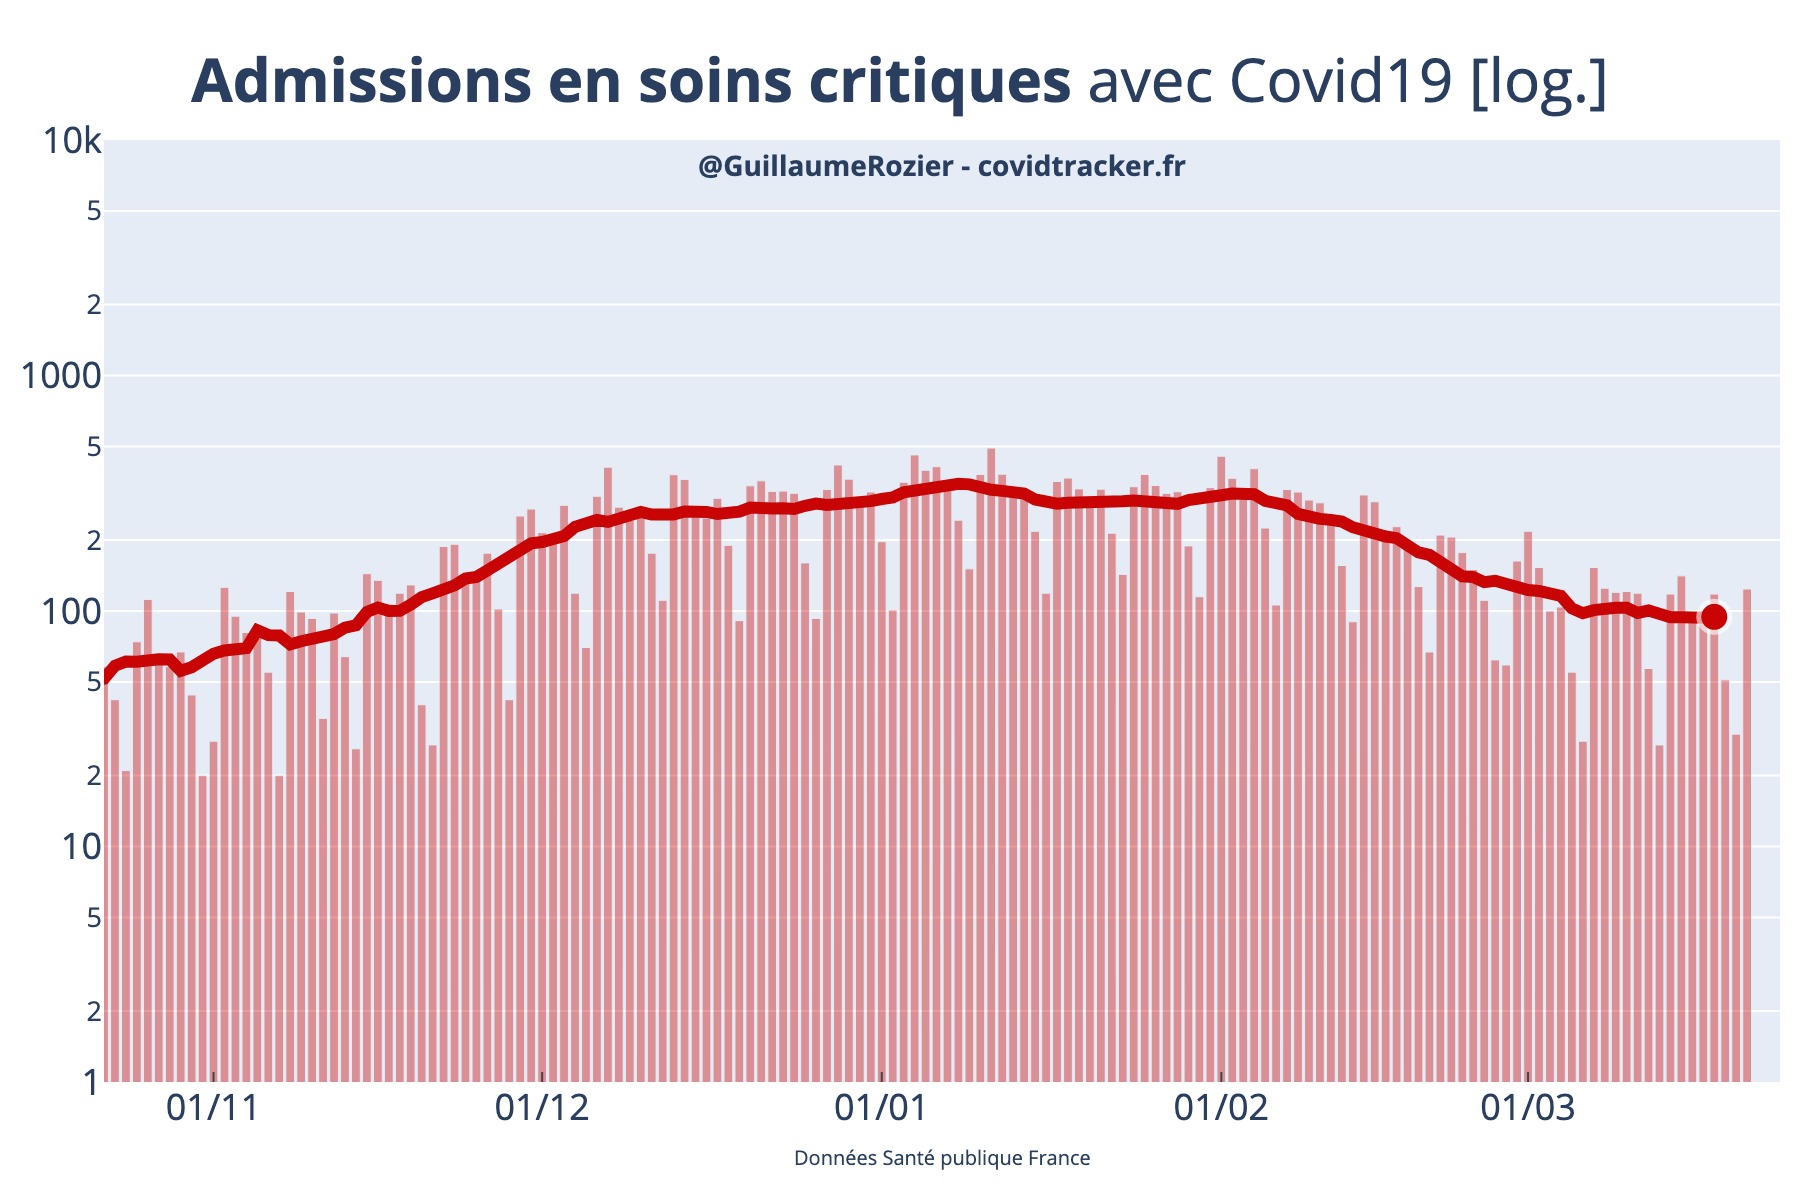 Admissions en soins critiques avec Covid19 [log.]
@GuillaumeRozier - covidtracker.fr
10k
5
2
1000
5
2
100
5
2
10
5
2
1
01/11 01/12 01/01 01/02 01/03
Données Santé publique France